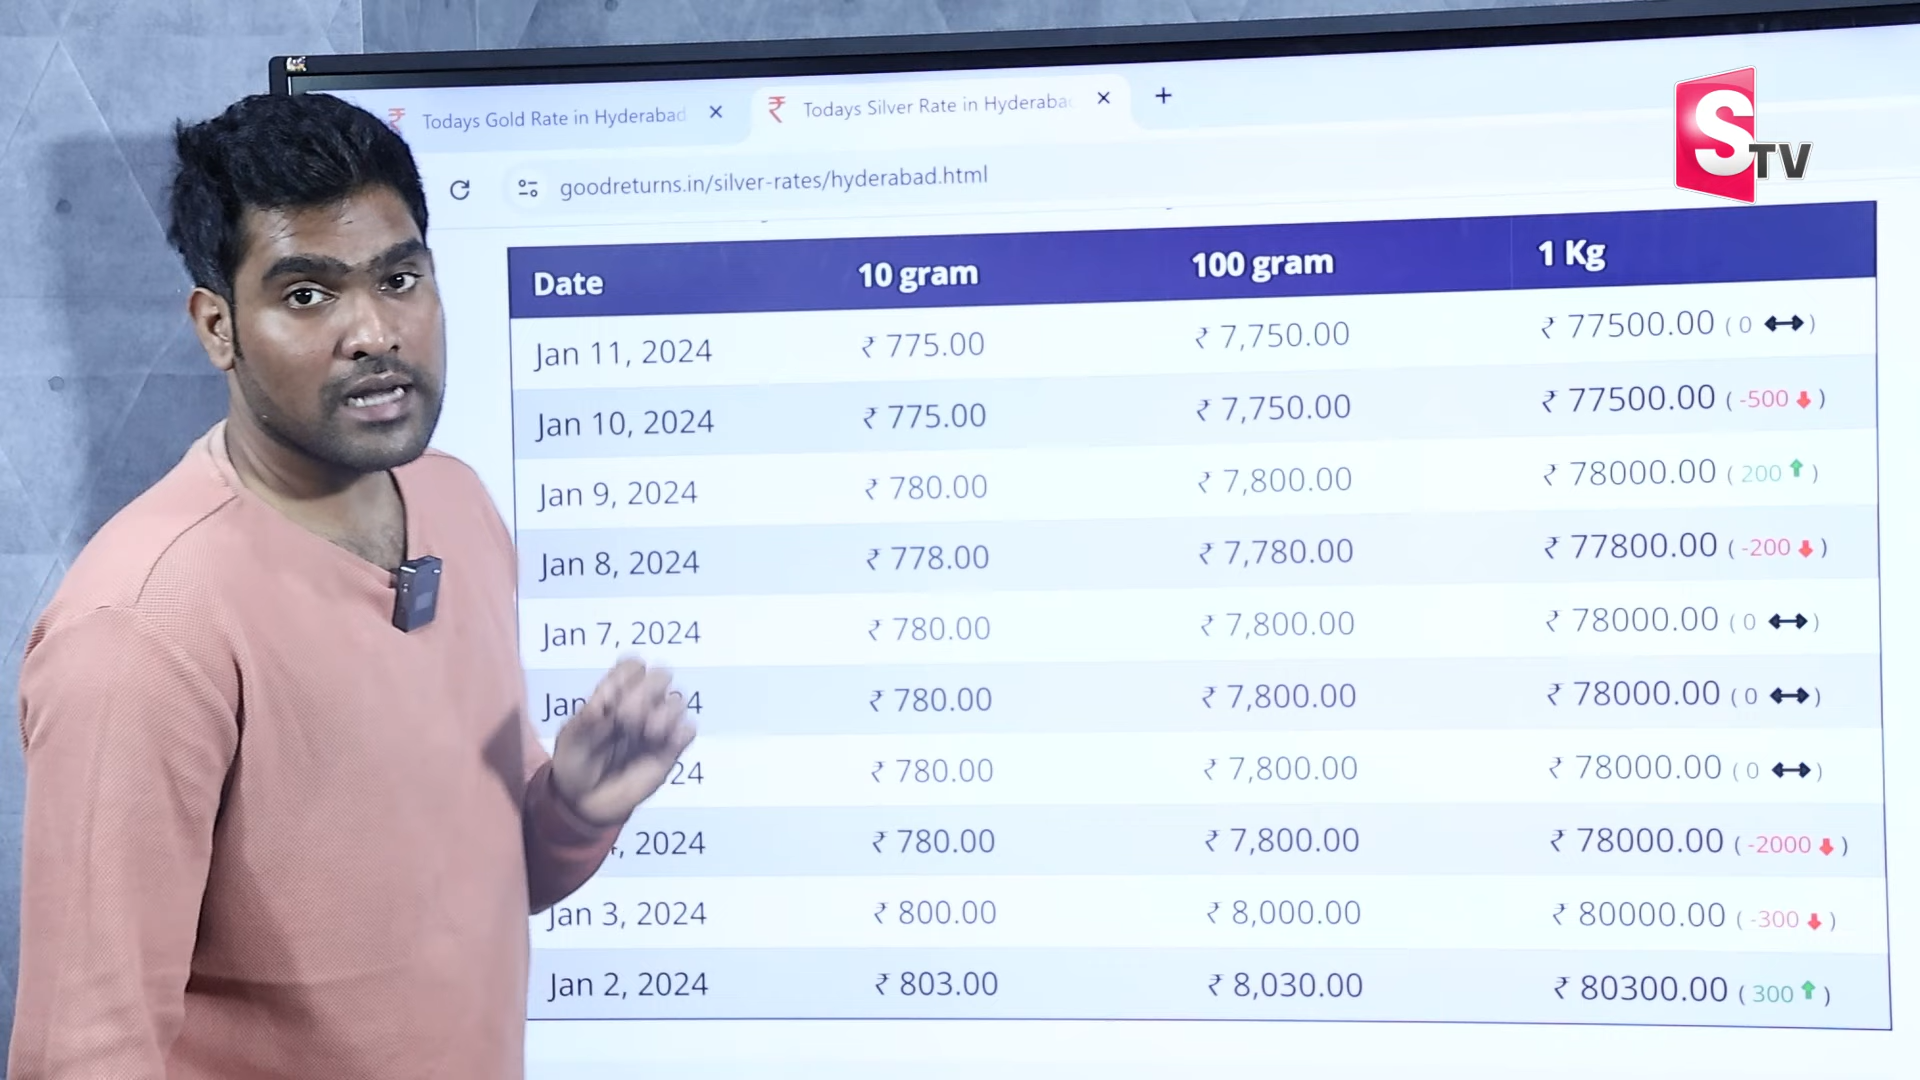 Todays Gold Rate in Hyderabad
Todays Silver Rate in Hyderabad
goodreturns.in/silver-rates/hyderabad.html
STV
Date 10 gram 100 gram 1 Kg
Jan 11, 2024 ₹ 775.00 ₹ 7,750.00 ₹ 77500.00 ( 0 )
Jan 10, 2024 ₹ 775.00 ₹ 7,750.00 ₹ 77500.00 ( -500 )
Jan 9, 2024 ₹ 780.00 ₹ 7,800.00 ₹ 78000.00 ( 200 )
Jan 8, 2024 ₹ 778.00 ₹ 7,780.00 ₹ 77800.00 ( -200 )
Jan 7, 2024 ₹ 780.00 ₹ 7,800.00 ₹ 78000.00 ( 0 )
Jan 4 ₹ 780.00 ₹ 7,800.00 ₹ 78000.00 ( 0 )
24 ₹ 780.00 ₹ 7,800.00 ₹ 78000.00 ( 0 )
, 2024 ₹ 780.00 ₹ 7,800.00 ₹ 78000.00 ( -2000 )
Jan 3, 2024 ₹ 800.00 ₹ 8,000.00 ₹ 80000.00 ( -300 )
Jan 2, 2024 ₹ 803.00 ₹ 8,030.00 ₹ 80300.00 ( 300 )